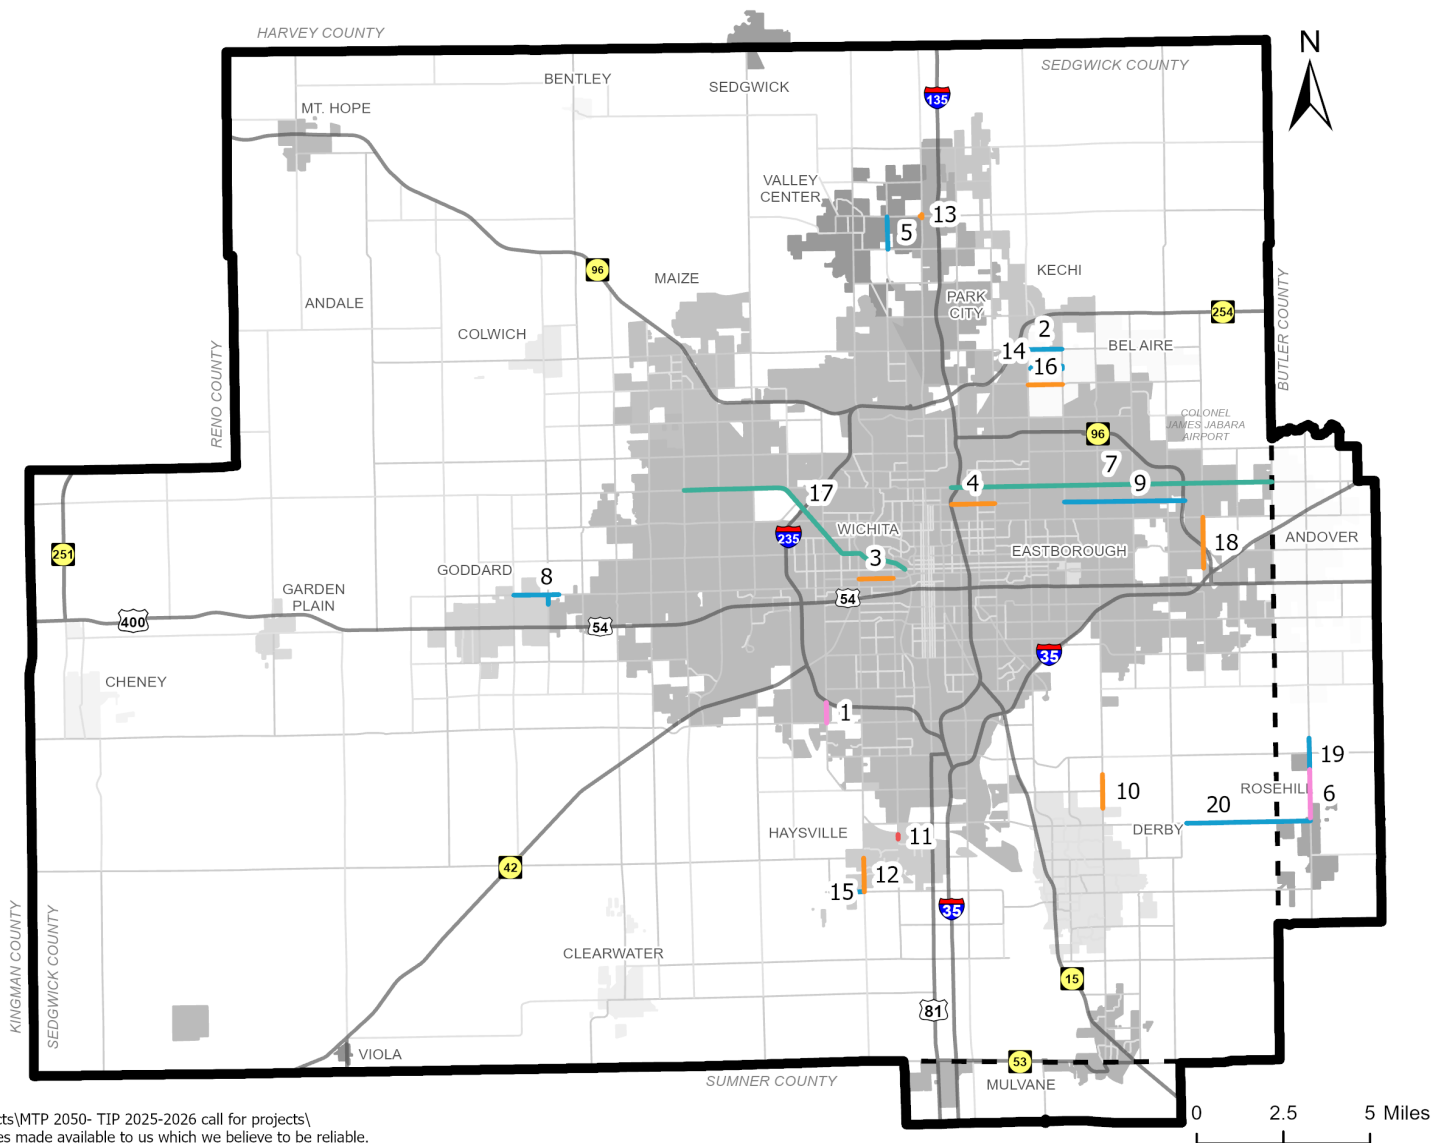 HARVEY COUNTY
N
SEDGWICK COUNTY
BENTLEY
SEDGWICK
MT. HOPE
135
VALLEY
CENTER
13
5
96
MAIZE
KECHI
ANDALE
PARK
CITY
254
BUTLER COUNTY
COLWICH
2
14
BEL AIRE
16
RENO COUNTY
COLONEL
JAMES JABARA
AIRPORT
96
7
17
4
9
WICHITA
235
251
3
EASTBOROUGH
18
ANDOVER
GODDARD
8
GARDEN
PLAIN
54
400
54
35
CHENEY
1
19
ROSEHILL
6
10
20
HAYSVILLE
11
DERBY
42
12
15
35
KINGMAN COUNTY
SEDGWICK COUNTY
CLEARWATER
15
81
VIOLA
53
SUMNER COUNTY
MULVANE
cts\MTP 2050- TIP 2025-2026 call for projects\
es made available to us which we believe to be reliable.
0 2.5 5 Miles